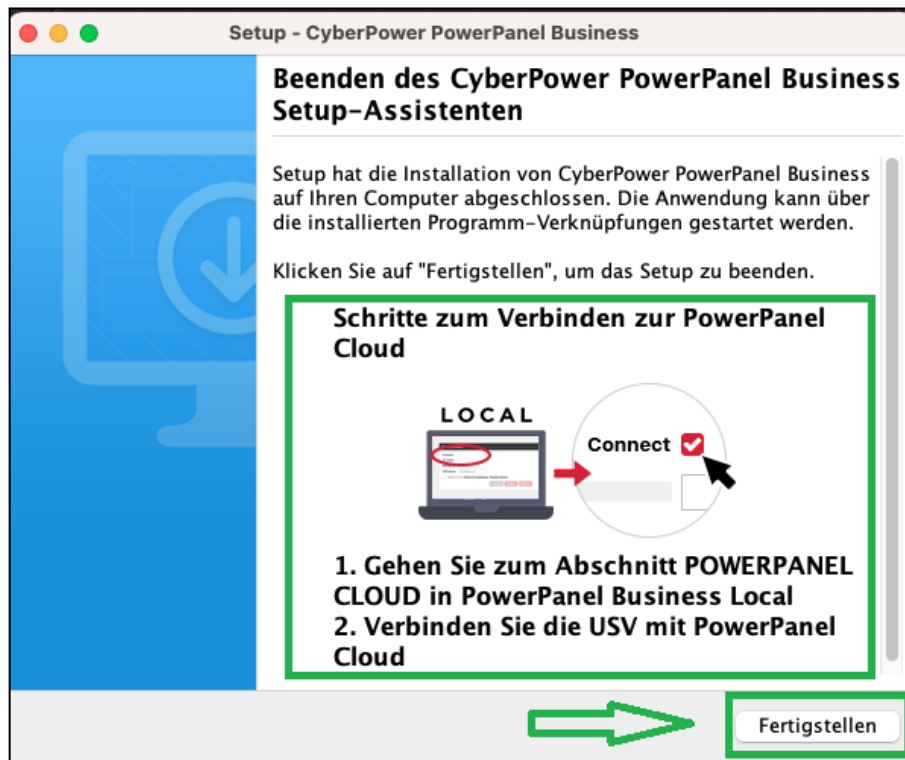 Setup - CyberPower PowerPanel Business
Beenden des CyberPower PowerPanel Business
Setup-Assistenten
Setup hat die Installation von CyberPower PowerPanel Business
auf Ihren Computer abgeschlossen. Die Anwendung kann über
die installierten Programm-Verknüpfungen gestartet werden.
Klicken Sie auf "Fertigstellen", um das Setup zu beenden.
Schritte zum Verbinden zur PowerPanel
Cloud
LOCAL
Connect
1. Gehen Sie zum Abschnitt POWERPANEL
CLOUD in PowerPanel Business Local
2. Verbinden Sie die USV mit PowerPanel
Cloud
Fertigstellen